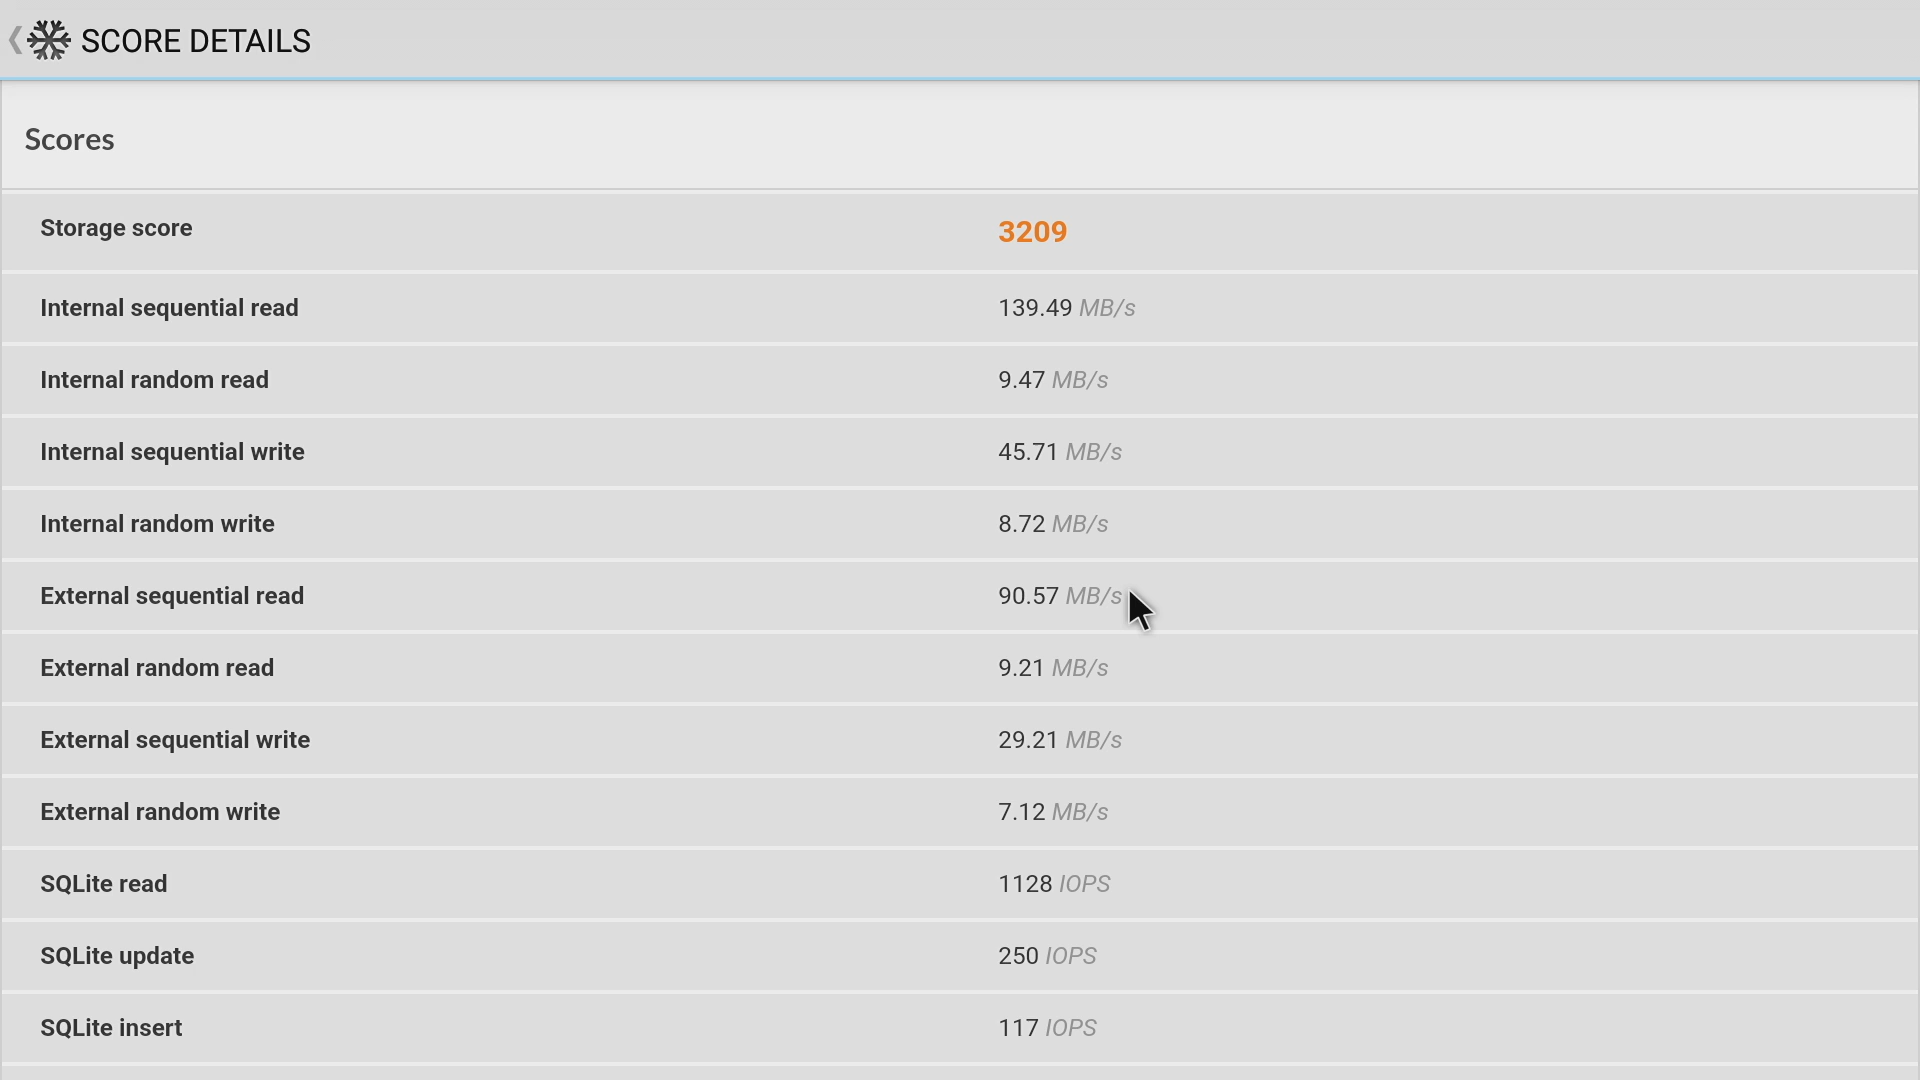 SCORE DETAILS
Scores
Storage score 3209
Internal sequential read 139.49 MB/s
Internal random read 9.47 MB/s
Internal sequential write 45.71 MB/s
Internal random write 8.72 MB/s
External sequential read 90.57 MB/s
External random read 9.21 MB/s
External sequential write 29.21 MB/s
External random write 7.12 MB/s
SQLite read 1128 IOPS
SQLite update 250 IOPS
SQLite insert 117 IOPS